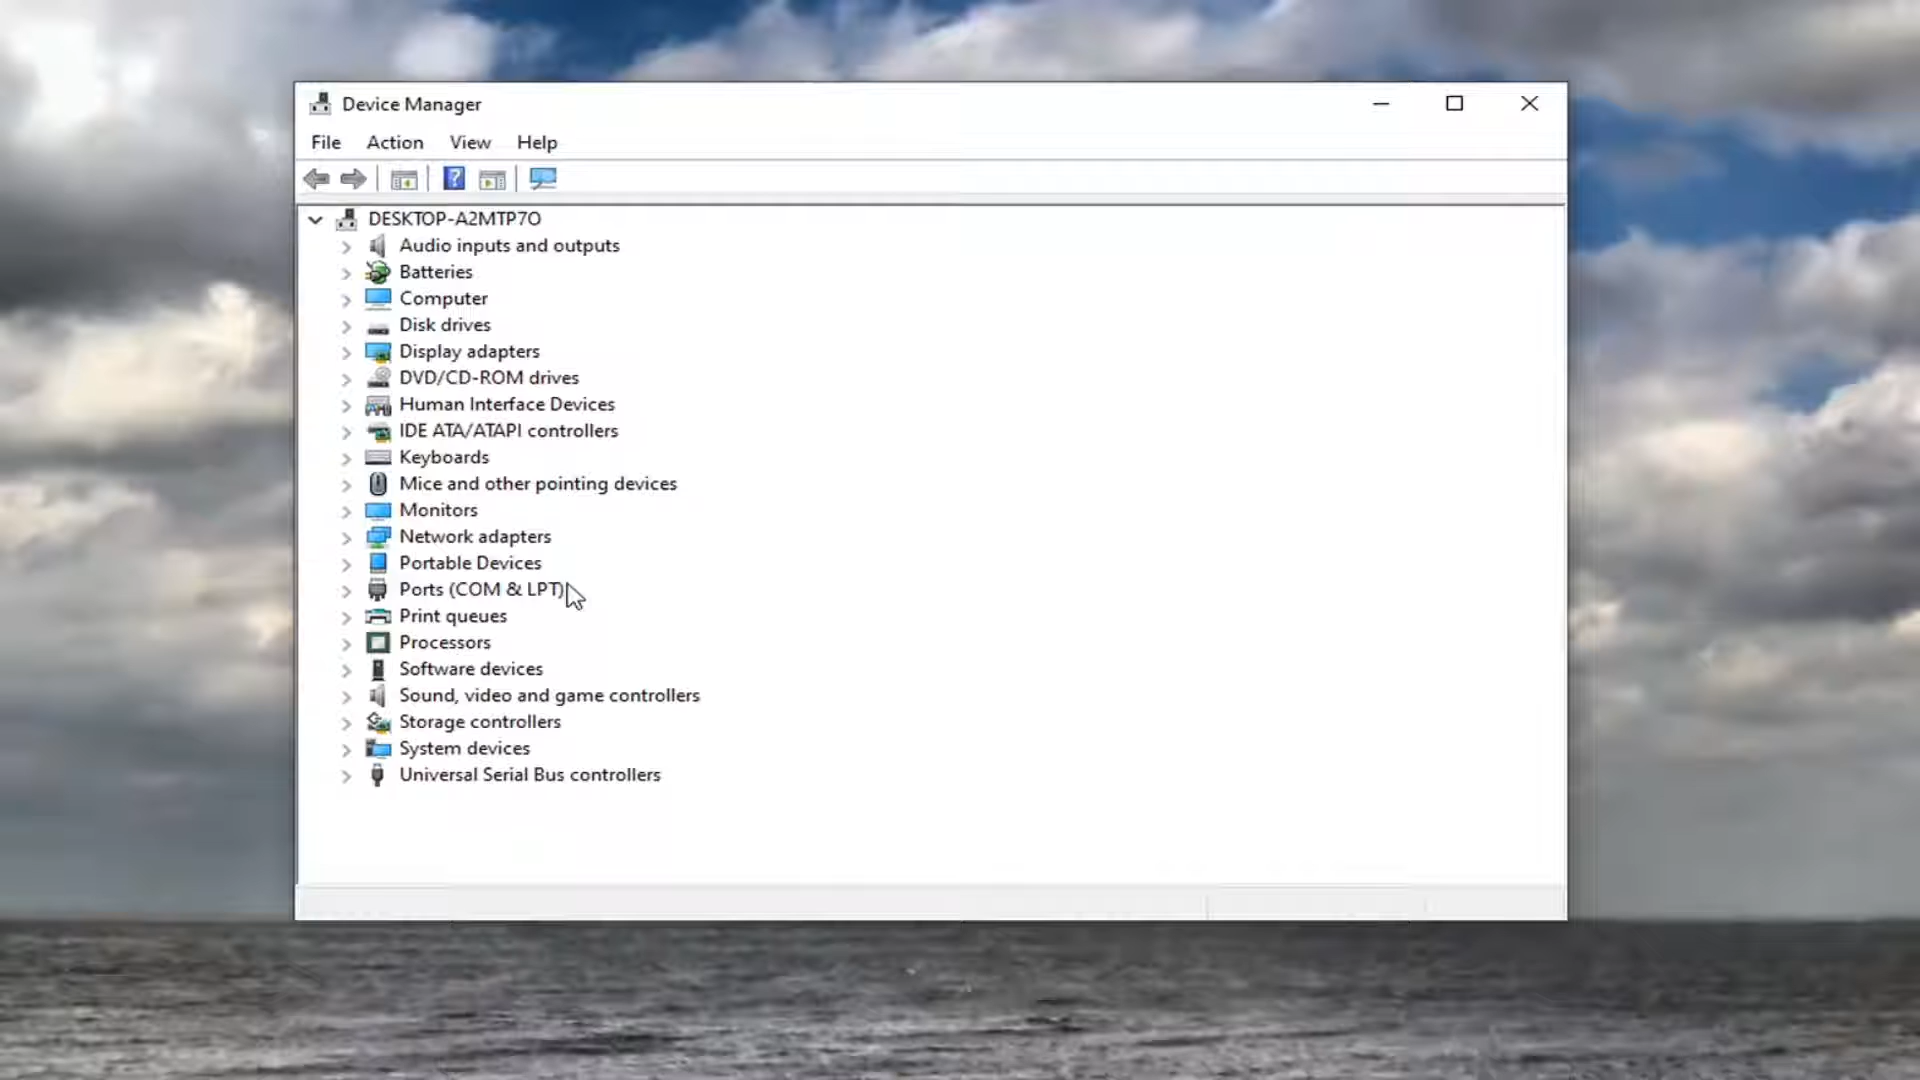 Device Manager
File Action View Help
DESKTOP-A2MTP7O
Audio inputs and outputs
Batteries
Computer
Disk drives
Display adapters
DVD/CD-ROM drives
Human Interface Devices
IDE ATA/ATAPI controllers
Keyboards
Mice and other pointing devices
Monitors
Network adapters
Portable Devices
Ports (COM & LPT)
Print queues
Processors
Software devices
Sound, video and game controllers
Storage controllers
System devices
Universal Serial Bus controllers